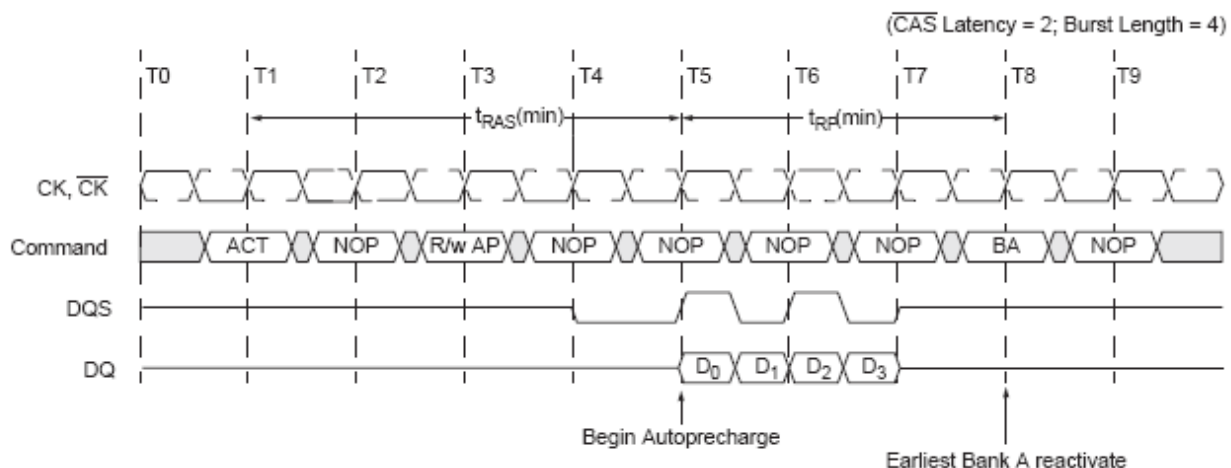 (CAS Latency = 2; Burst Length = 4)
T0 T1 T2 T3 T4 T5 T6 T7 T8 T9
tRAS(min) tRP(min)
CK, CK
Command ACT NOP R/w AP NOP NOP NOP NOP BA NOP
DQS
DQ D0 D1 D2 D3
Begin Autoprecharge
Earliest Bank A reactivate